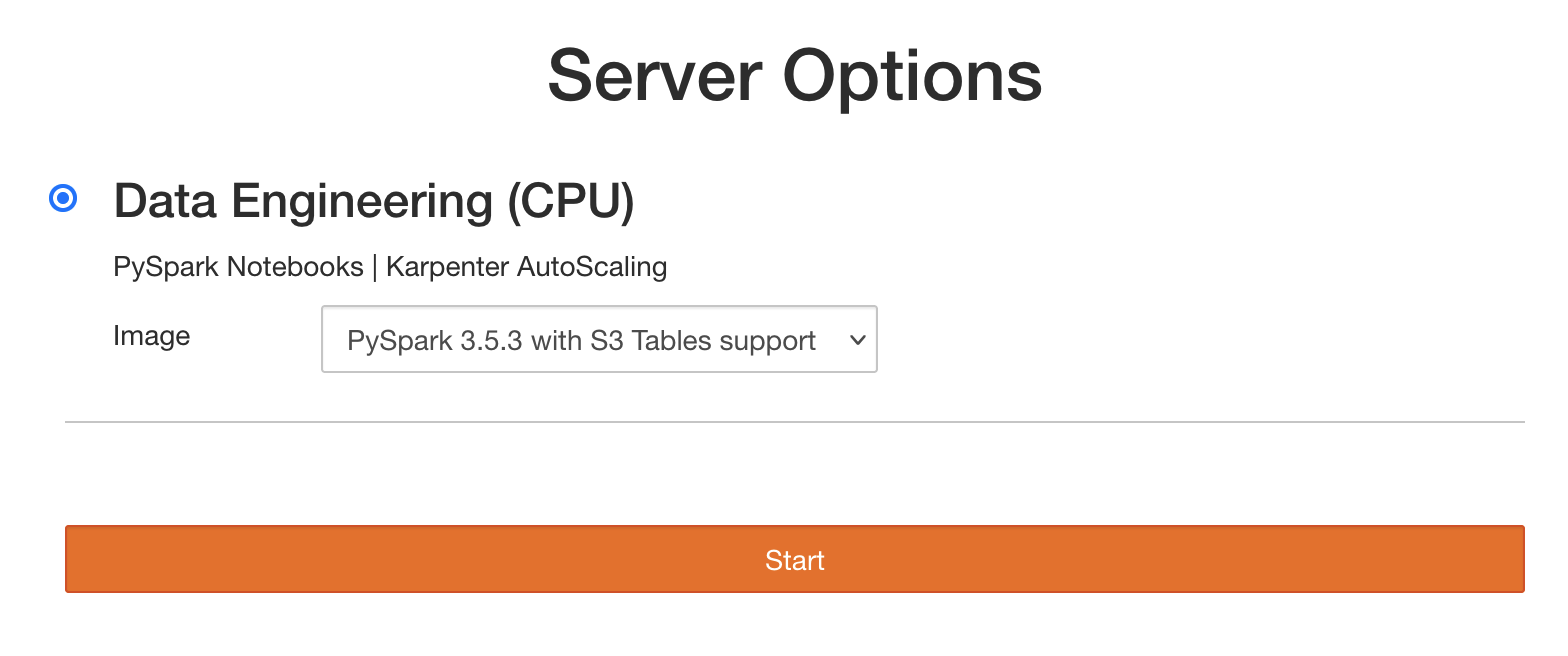 Server Options
Data Engineering (CPU)
PySpark Notebooks | Karpenter AutoScaling
Image
PySpark 3.5.3 with S3 Tables support
Start